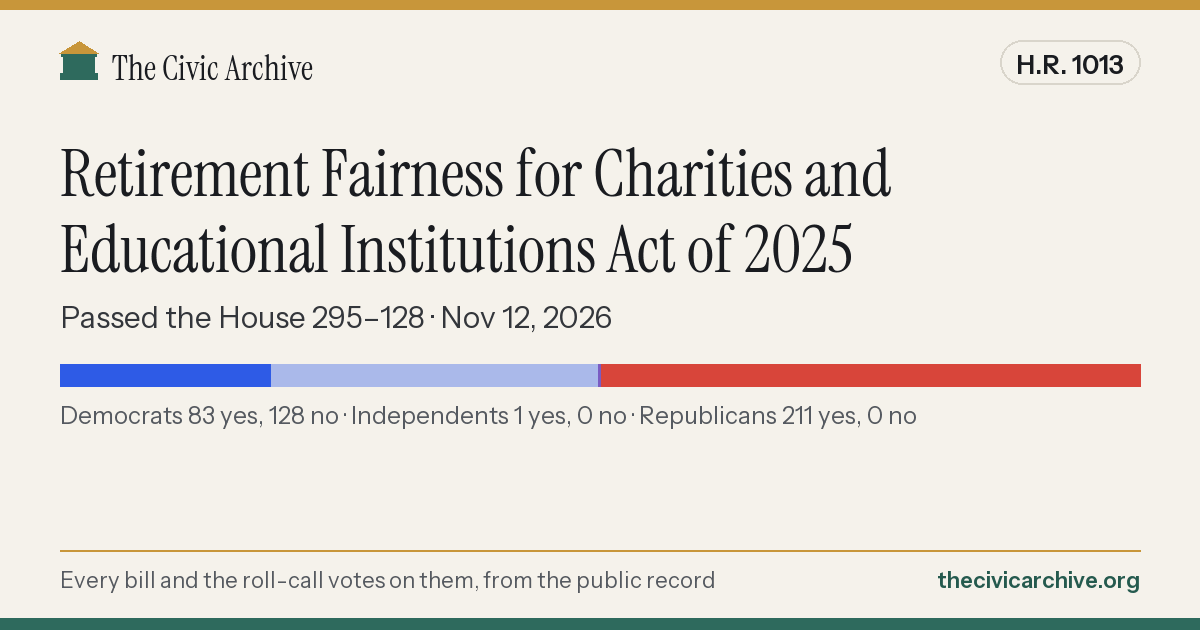 The Civic Archive
H.R. 1013
Retirement Fairness for Charities and
Educational Institutions Act of 2025
Passed the House 295–128 · Nov 12, 2026
Democrats 83 yes, 128 no · Independents 1 yes, 0 no · Republicans 211 yes, 0 no
Every bill and the roll-call votes on them, from the public record
thecivicarchive.org